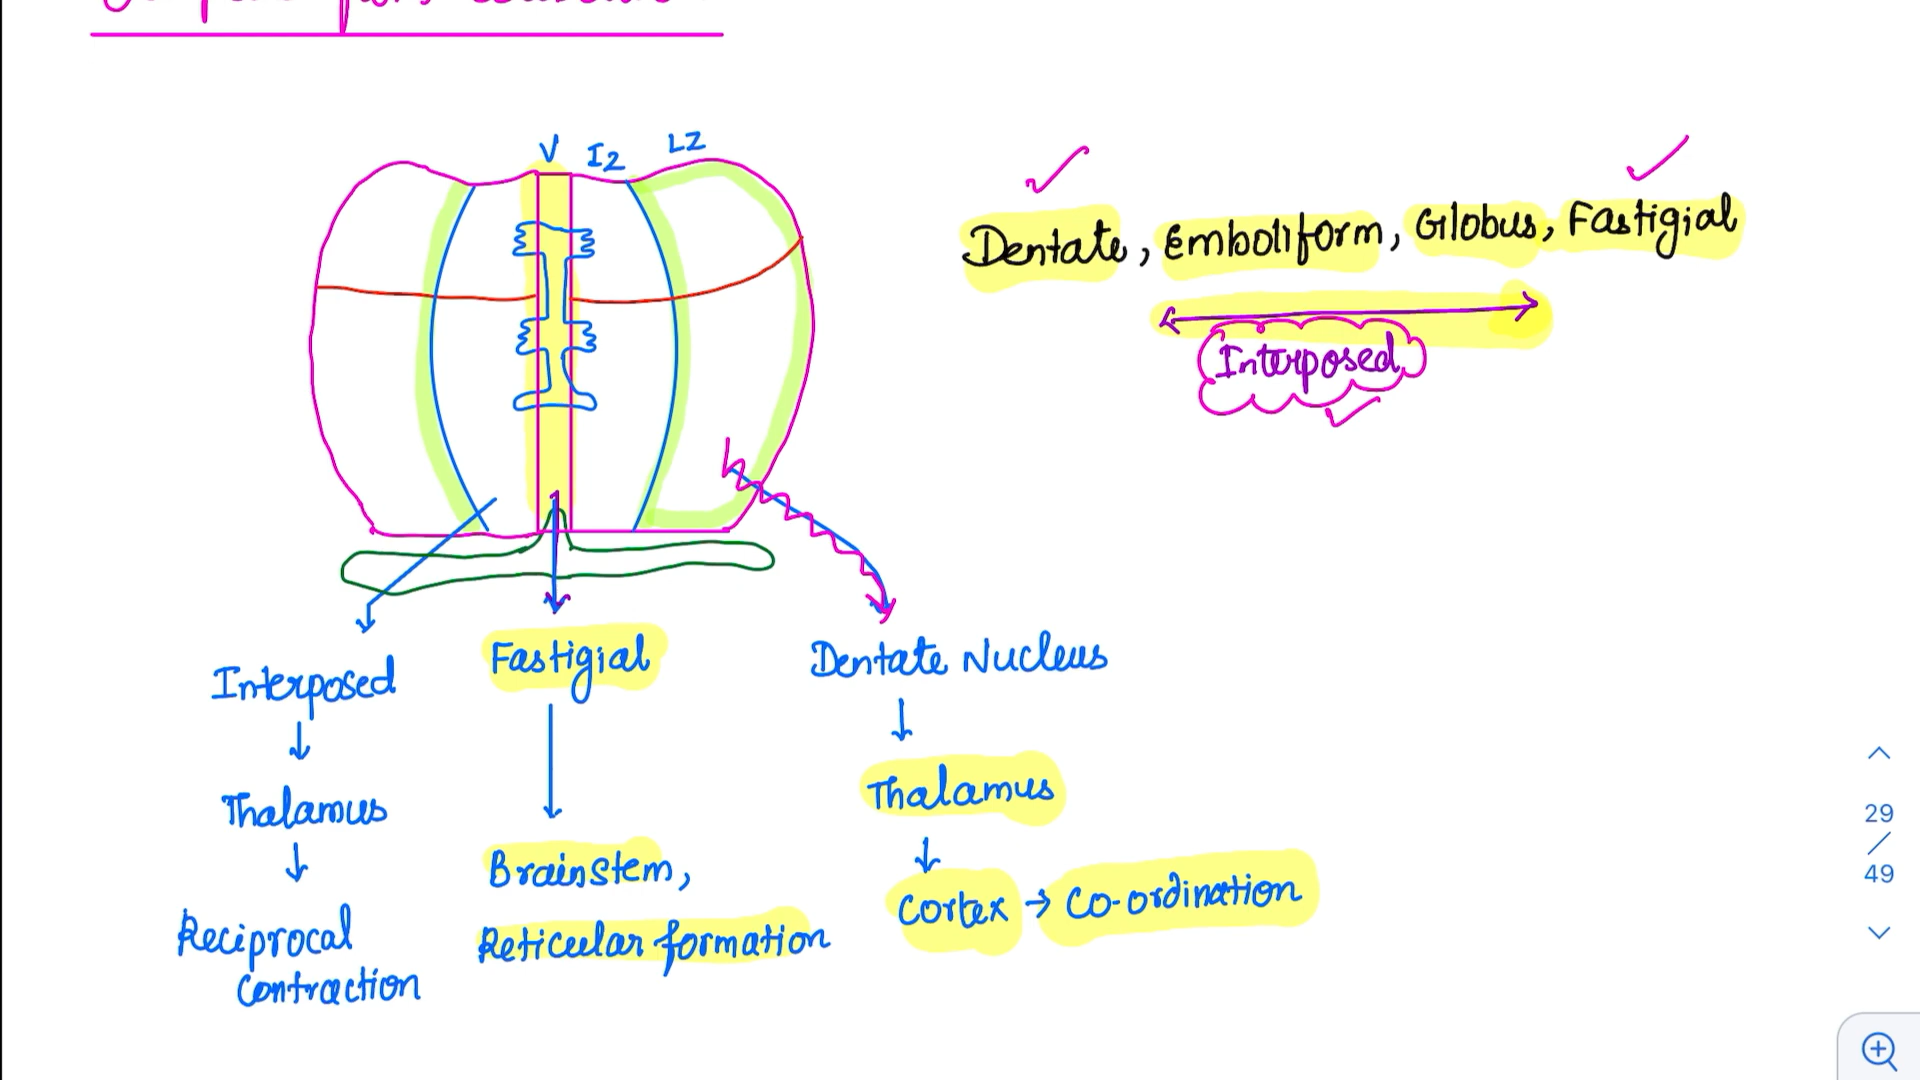 V IZ LZ
Dentate, Emboliform, Globus, Fastigial
Interposed
Interposed
↓
Thalamus
↓
Reciprocal
contraction
Fastigial
↓
Brainstem,
Reticular formation
Dentate Nucleus
↓
Thalamus
↓
Cortex → Co-ordination
29
/
49